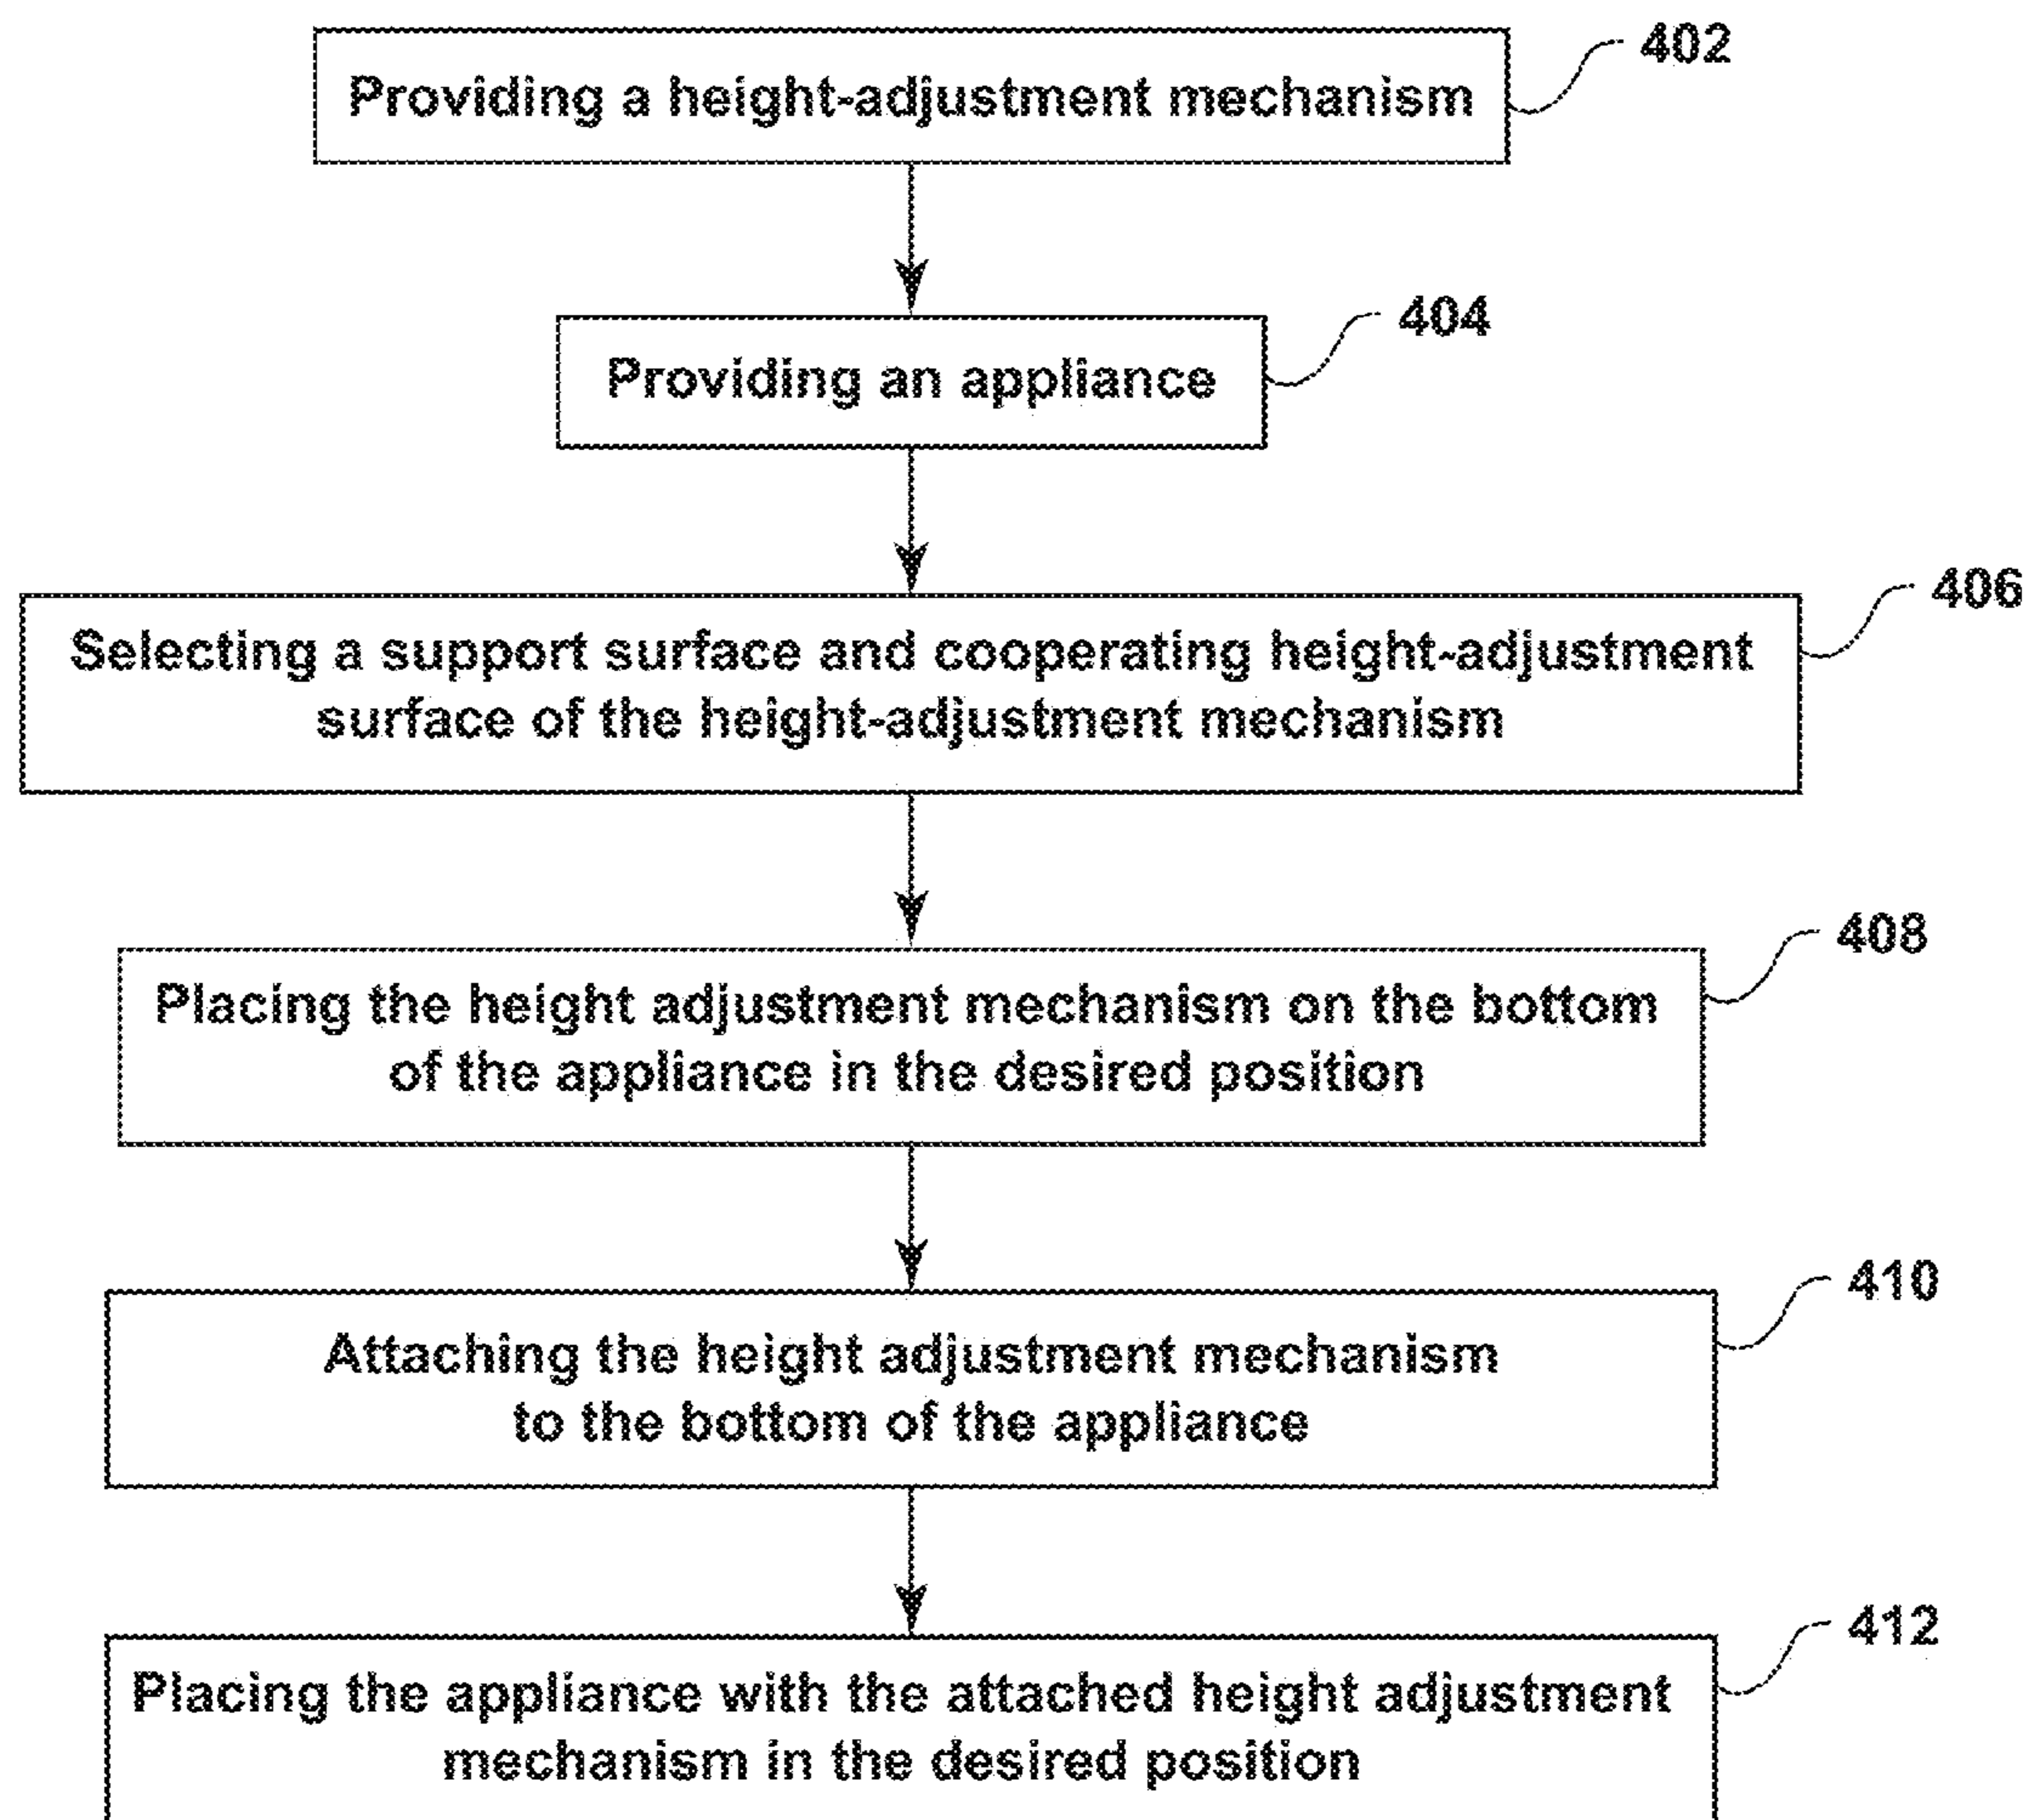 402
Providing a height-adjustment mechanism
404
Providing an appliance
406
Selecting a support surface and cooperating height-adjustment
surface of the height-adjustment mechanism
408
Placing the height adjustment mechanism on the bottom
of the appliance in the desired position
410
Attaching the height adjustment mechanism
to the bottom of the appliance
412
Placing the appliance with the attached height adjustment
mechanism in the desired position